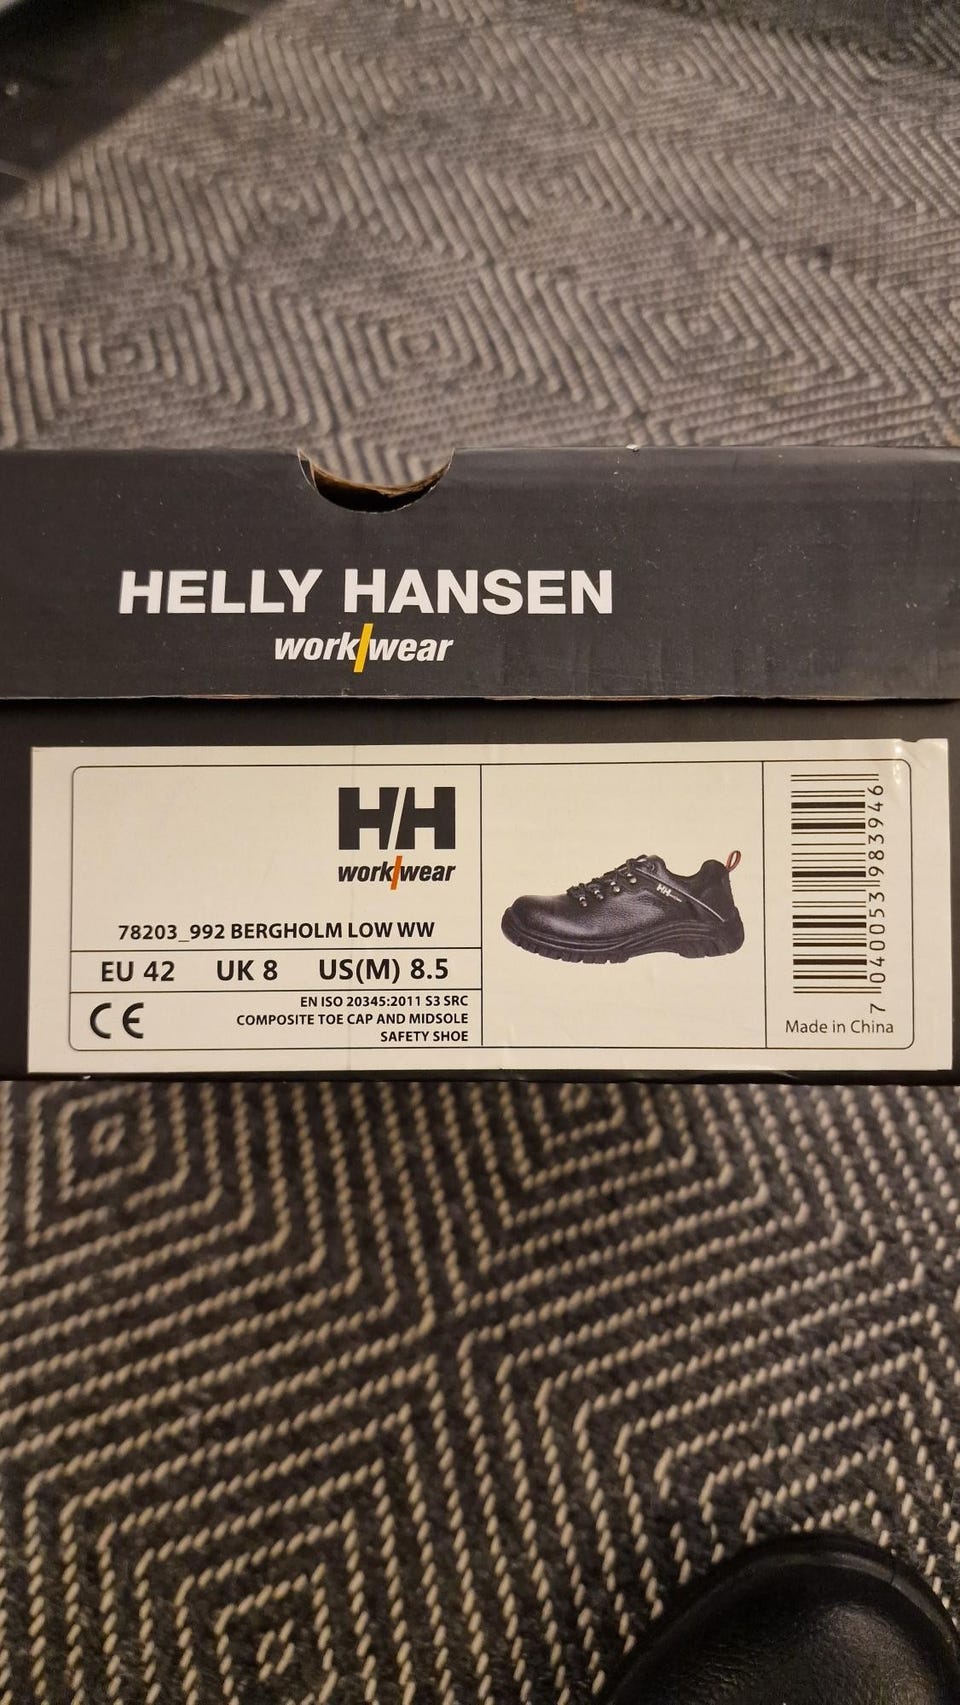 HELLY HANSEN
work/wear
H/H
work/wear
78203_992 BERGHOLM LOW WW
EU 42 UK 8 US(M) 8.5
CE
EN ISO 20345:2011 S3 SRC
COMPOSITE TOE CAP AND MIDSOLE
SAFETY SHOE
HH
7 040053 983946
Made in China